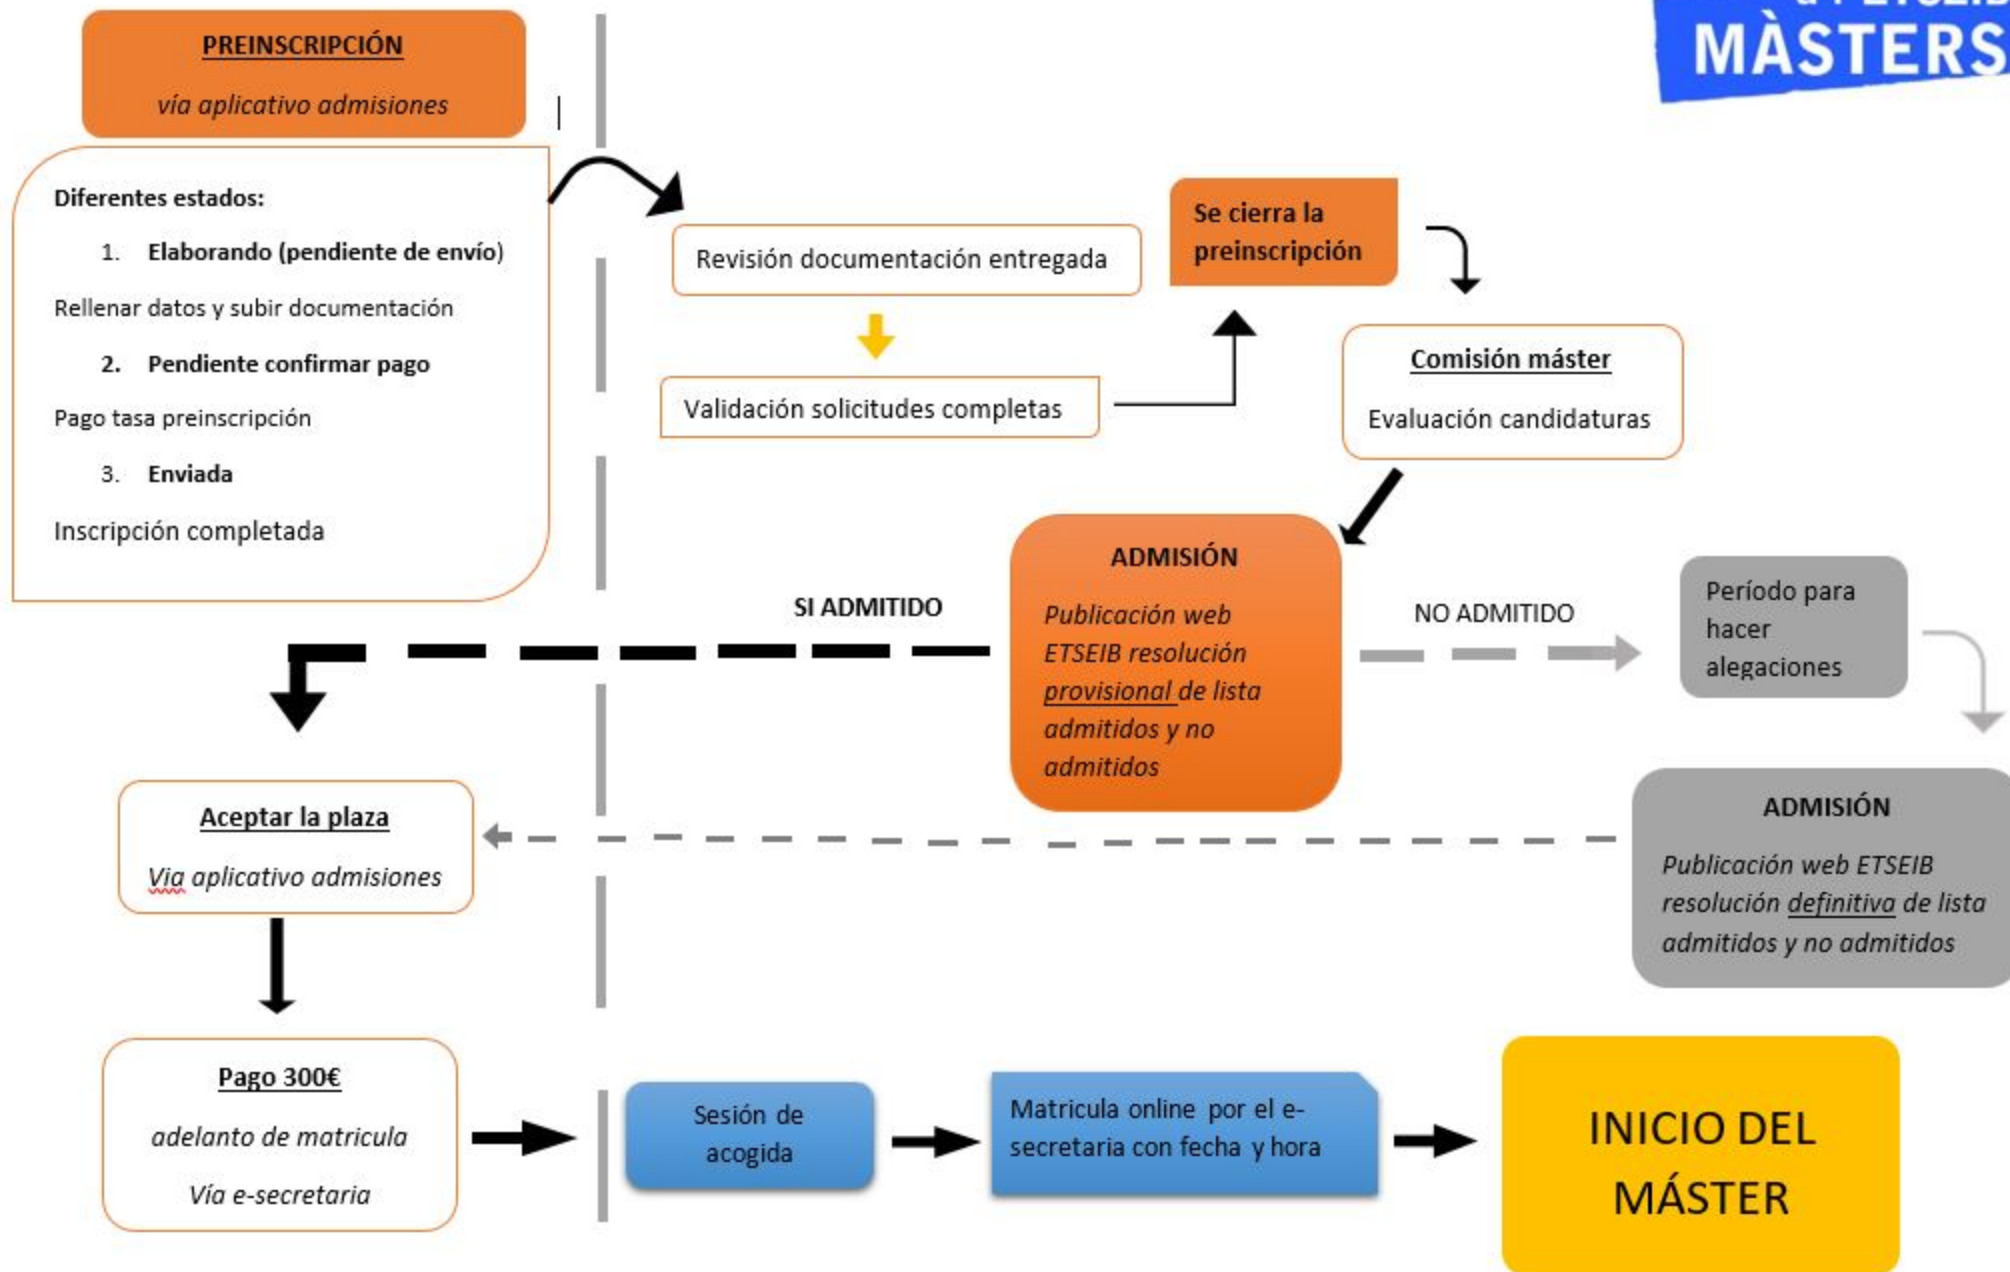 MÀSTERS
PREINSCRIPCIÓN
vía aplicativo admisiones
Diferentes estados:
1. Elaborando (pendiente de envío)
Rellenar datos y subir documentación
2. Pendiente confirmar pago
Pago tasa preinscripción
3. Enviada
Inscripción completada
Revisión documentación entregada
Validación solicitudes completas
Se cierra la
preinscripción
Comisión máster
Evaluación candidaturas
ADMISIÓN
Publicación web
ETSEIB resolución
provisional de lista
admitidos y no
admitidos
SI ADMITIDO
NO ADMITIDO
Período para
hacer
alegaciones
ADMISIÓN
Publicación web ETSEIB
resolución definitiva de lista
admitidos y no admitidos
Aceptar la plaza
Via aplicativo admisiones
Pago 300€
adelanto de matricula
Vía e-secretaria
Sesión de
acogida
Matricula online por el e-
secretaria con fecha y hora
INICIO DEL
MÁSTER